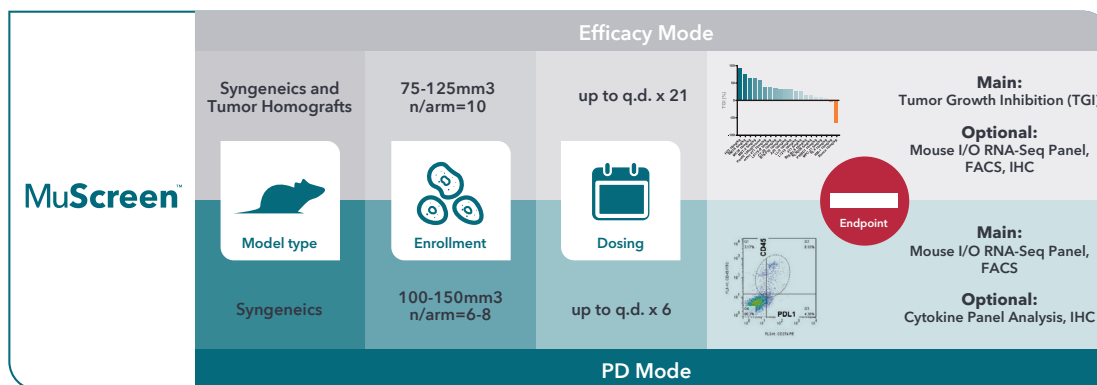 Efficacy Mode
MuScreen™
Syngeneics and
Tumor Homografts
75-125mm3
n/arm=10
up to q.d. x 21
TGI (%)
Main:
Tumor Growth Inhibition (TGI)
Optional:
Mouse I/O RNA-Seq Panel,
FACS, IHC
Model type
Enrollment
Dosing
Endpoint
Syngeneics
100-150mm3
n/arm=6-8
up to q.d. x 6
CD45
PDL1
Main:
Mouse I/O RNA-Seq Panel,
FACS
Optional:
Cytokine Panel Analysis, IHC
PD Mode